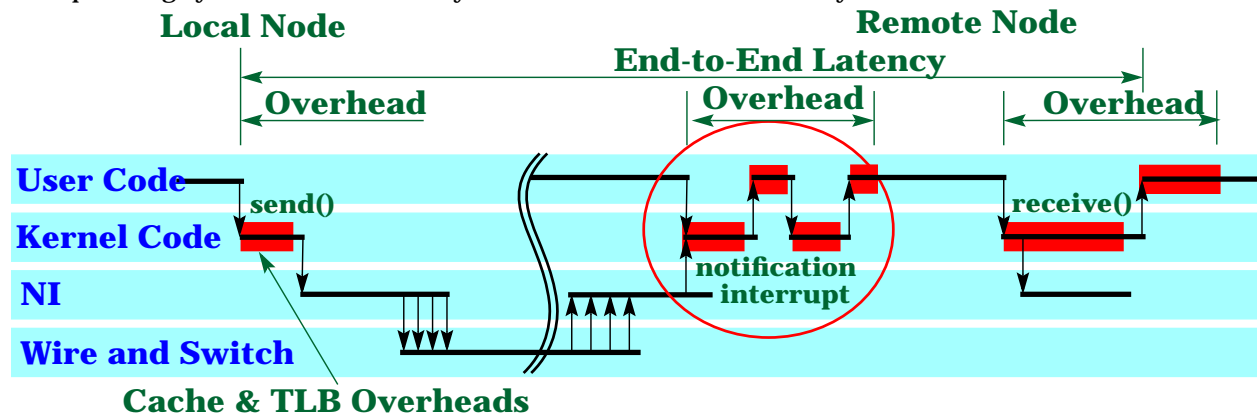 Local Node
Remote Node
End-to-End Latency
Overhead
Overhead
Overhead
User Code
send()
receive()
Kernel Code
notification
interrupt
NI
Wire and Switch
Cache & TLB Overheads